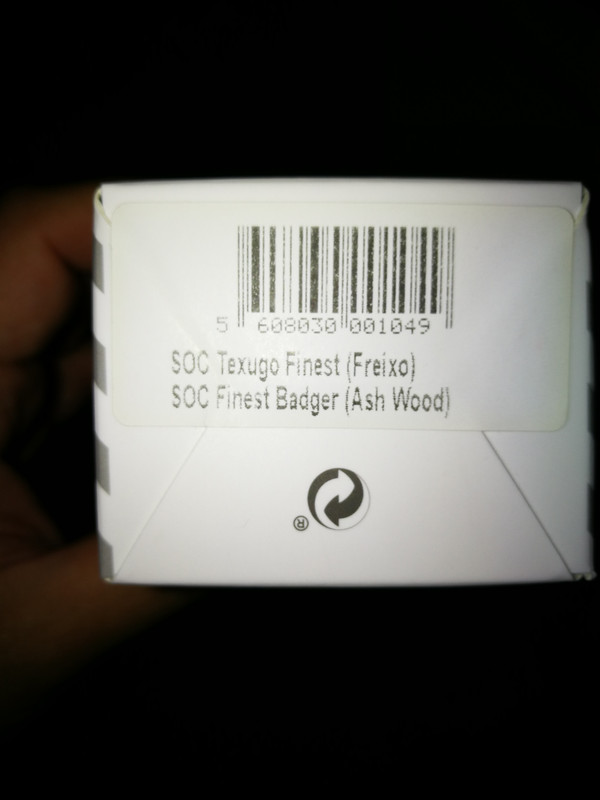 5 608030 001049
SOC Texugo Finest (Freixo)
SOC Finest Badger (Ash Wood)
®